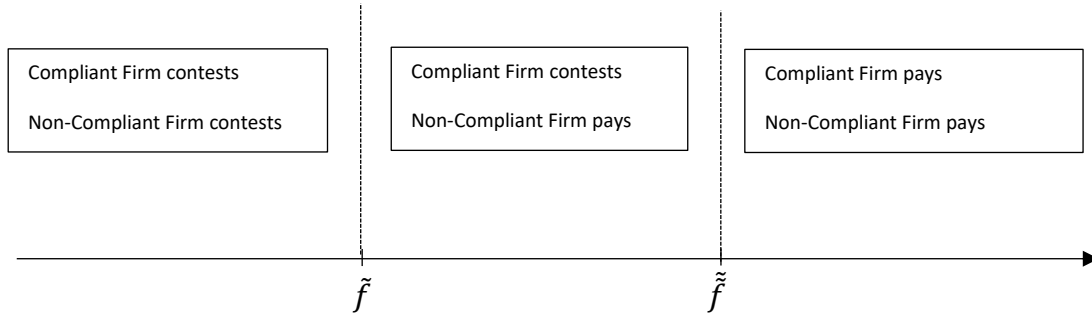 Compliant Firm contests
Non-Compliant Firm contests
Compliant Firm contests
Non-Compliant Firm pays
Compliant Firm pays
Non-Compliant Firm pays
f̃
f̃̃